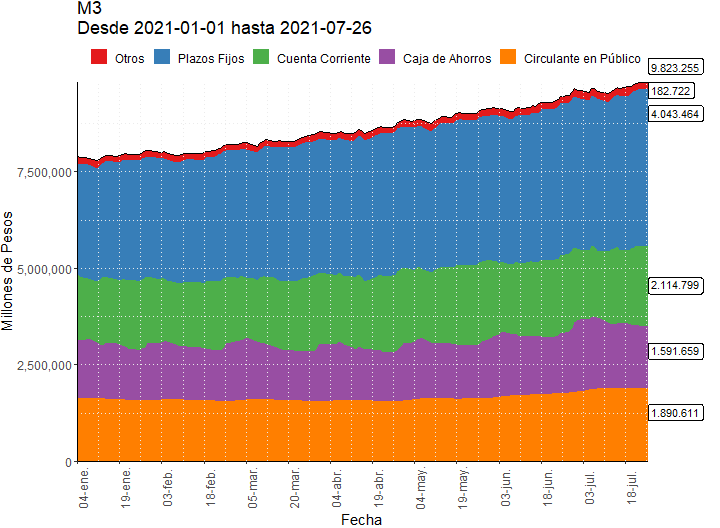 M3
Desde 2021-01-01 hasta 2021-07-26
Otros Plazos Fijos Cuenta Corriente Caja de Ahorros Circulante en Público
9.823.255
182.722
4.043.464
2.114.799
1.591.659
1.890.611
Millones de Pesos
7,500,000
5,000,000
2,500,000
0
04-ene. 19-ene. 03-feb. 18-feb. 05-mar. 20-mar. 04-abr. 19-abr. 04-may. 19-may. 03-jun. 18-jun. 03-jul. 18-jul.
Fecha